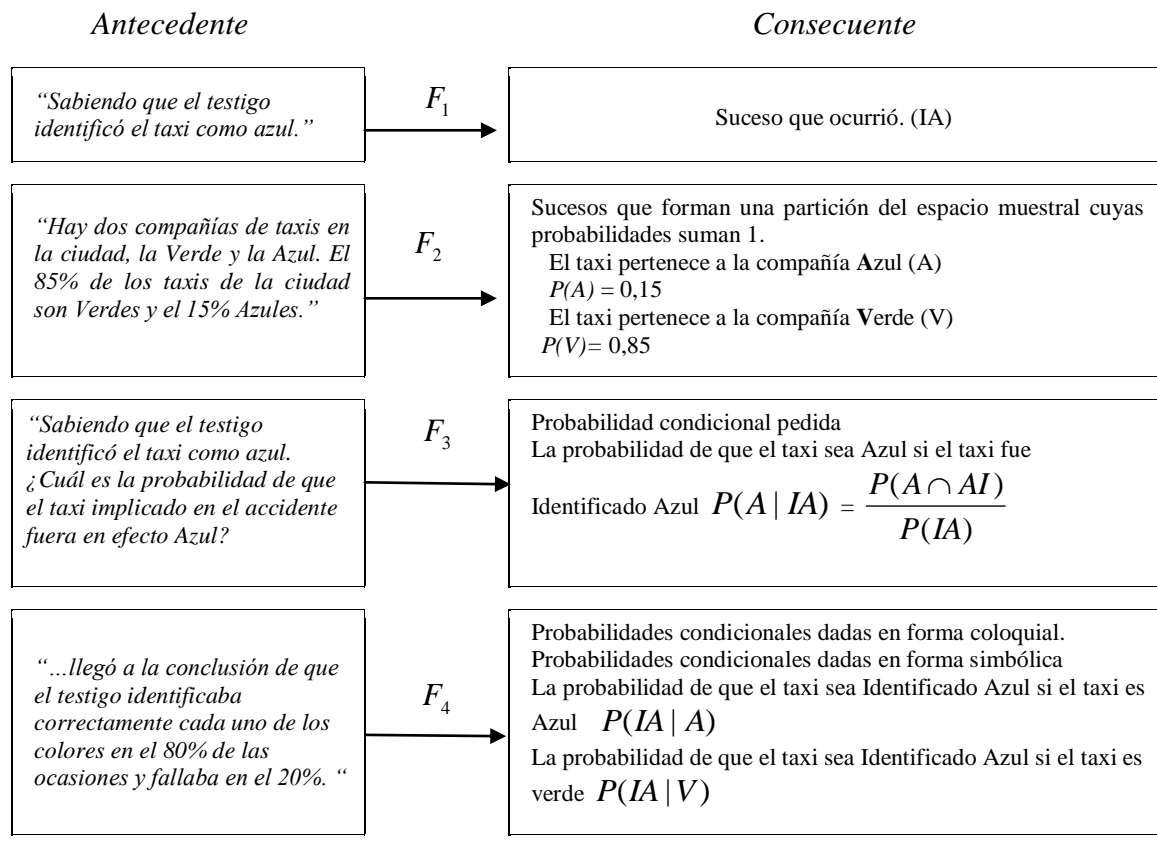 Antecedente
Consecuente
“Sabiendo que el testigo
identificó el taxi como azul.”
F1
Suceso que ocurrió. (IA)
“Hay dos compañías de taxis en
la ciudad, la Verde y la Azul. El
85% de los taxis de la ciudad
son Verdes y el 15% Azules.”
F2
Sucesos que forman una partición del espacio muestral cuyas
probabilidades suman 1.
El taxi pertenece a la compañía Azul (A)
P(A) = 0,15
El taxi pertenece a la compañía Verde (V)
P(V)= 0,85
“Sabiendo que el testigo
identificó el taxi como azul.
¿Cuál es la probabilidad de que
el taxi implicado en el accidente
fuera en efecto Azul?
F3
Probabilidad condicional pedida
La probabilidad de que el taxi sea Azul si el taxi fue
Identificado Azul P(A | IA) = P(A ∩ AI) / P(IA)
“…llegó a la conclusión de que
el testigo identificaba
correctamente cada uno de los
colores en el 80% de las
ocasiones y fallaba en el 20%. “
F4
Probabilidades condicionales dadas en forma coloquial.
Probabilidades condicionales dadas en forma simbólica
La probabilidad de que el taxi sea Identificado Azul si el taxi es
Azul P(IA | A)
La probabilidad de que el taxi sea Identificado Azul si el taxi es
verde P(IA | V)